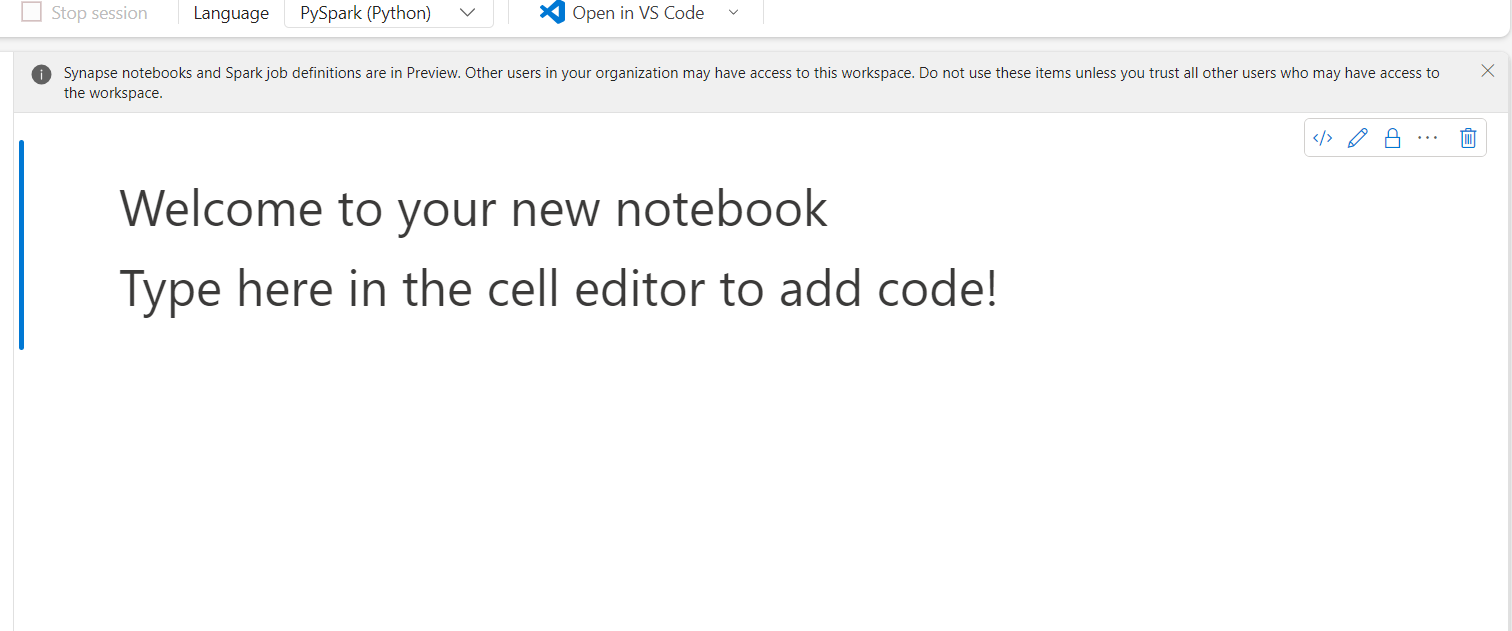 Stop session
Language
PySpark (Python)
Open in VS Code
Synapse notebooks and Spark job definitions are in Preview. Other users in your organization may have access to this workspace. Do not use these items unless you trust all other users who may have access to
the workspace.
Welcome to your new notebook
Type here in the cell editor to add code!